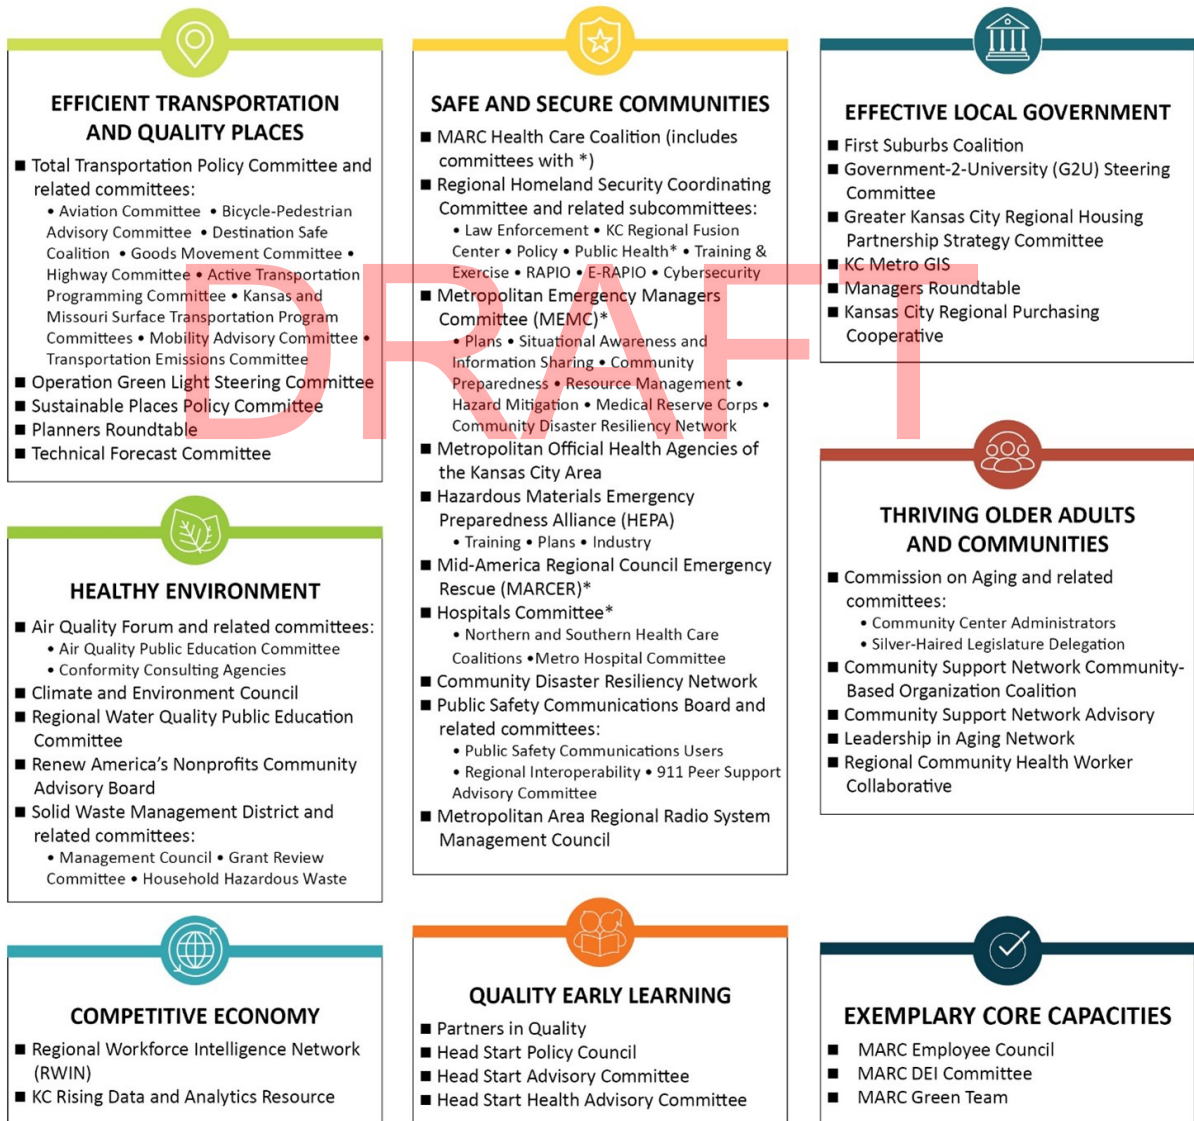 EFFICIENT TRANSPORTATION
AND QUALITY PLACES
■ Total Transportation Policy Committee and
related committees:
• Aviation Committee • Bicycle-Pedestrian
Advisory Committee • Destination Safe
Coalition • Goods Movement Committee •
Highway Committee • Active Transportation
Programming Committee • Kansas and
Missouri Surface Transportation Program
Committees • Mobility Advisory Committee •
Transportation Emissions Committee
■ Operation Green Light Steering Committee
■ Sustainable Places Policy Committee
■ Planners Roundtable
■ Technical Forecast Committee
HEALTHY ENVIRONMENT
■ Air Quality Forum and related committees:
• Air Quality Public Education Committee
• Conformity Consulting Agencies
■ Climate and Environment Council
■ Regional Water Quality Public Education
Committee
■ Renew America's Nonprofits Community
Advisory Board
■ Solid Waste Management District and
related committees:
• Management Council • Grant Review
Committee • Household Hazardous Waste
COMPETITIVE ECONOMY
■ Regional Workforce Intelligence Network
(RWIN)
■ KC Rising Data and Analytics Resource
SAFE AND SECURE COMMUNITIES
■ MARC Health Care Coalition (includes
committees with *)
■ Regional Homeland Security Coordinating
Committee and related subcommittees:
• Law Enforcement • KC Regional Fusion
Center • Policy • Public Health* • Training &
Exercise • RAPIO • E-RAPIO • Cybersecurity
■ Metropolitan Emergency Managers
Committee (MEMC)*
• Plans • Situational Awareness and
Information Sharing • Community
Preparedness • Resource Management •
Hazard Mitigation • Medical Reserve Corps •
Community Disaster Resiliency Network
■ Metropolitan Official Health Agencies of
the Kansas City Area
■ Hazardous Materials Emergency
Preparedness Alliance (HEPA)
• Training • Plans • Industry
■ Mid-America Regional Council Emergency
Rescue (MARCER)*
■ Hospitals Committee*
• Northern and Southern Health Care
Coalitions •Metro Hospital Committee
■ Community Disaster Resiliency Network
■ Public Safety Communications Board and
related committees:
• Public Safety Communications Users
• Regional Interoperability • 911 Peer Support
Advisory Committee
■ Metropolitan Area Regional Radio System
Management Council
QUALITY EARLY LEARNING
■ Partners in Quality
■ Head Start Policy Council
■ Head Start Advisory Committee
■ Head Start Health Advisory Committee
EFFECTIVE LOCAL GOVERNMENT
■ First Suburbs Coalition
■ Government-2-University (G2U) Steering
Committee
■ Greater Kansas City Regional Housing
Partnership Strategy Committee
■ KC Metro GIS
■ Managers Roundtable
■ Kansas City Regional Purchasing
Cooperative
THRIVING OLDER ADULTS
AND COMMUNITIES
■ Commission on Aging and related
committees:
• Community Center Administrators
• Silver-Haired Legislature Delegation
■ Community Support Network Community-
Based Organization Coalition
■ Community Support Network Advisory
■ Leadership in Aging Network
■ Regional Community Health Worker
Collaborative
EXEMPLARY CORE CAPACITIES
■ MARC Employee Council
■ MARC DEI Committee
■ MARC Green Team
DRAFT